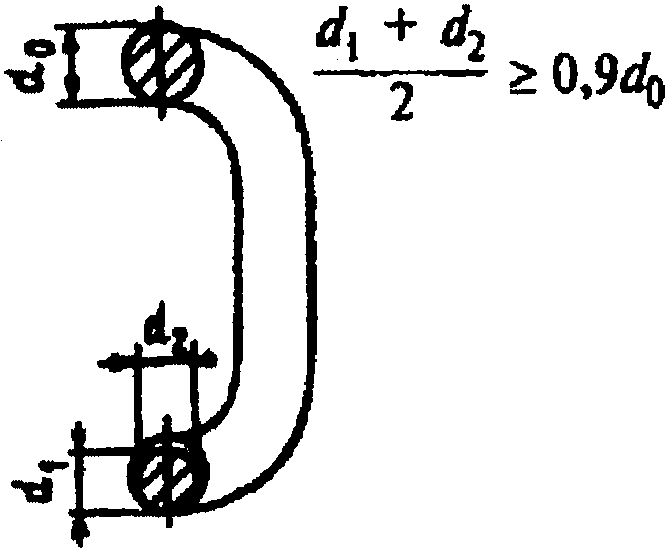 d₀
(d₁ + d₂)/2 ≥ 0,9d₀
d₂
d₁